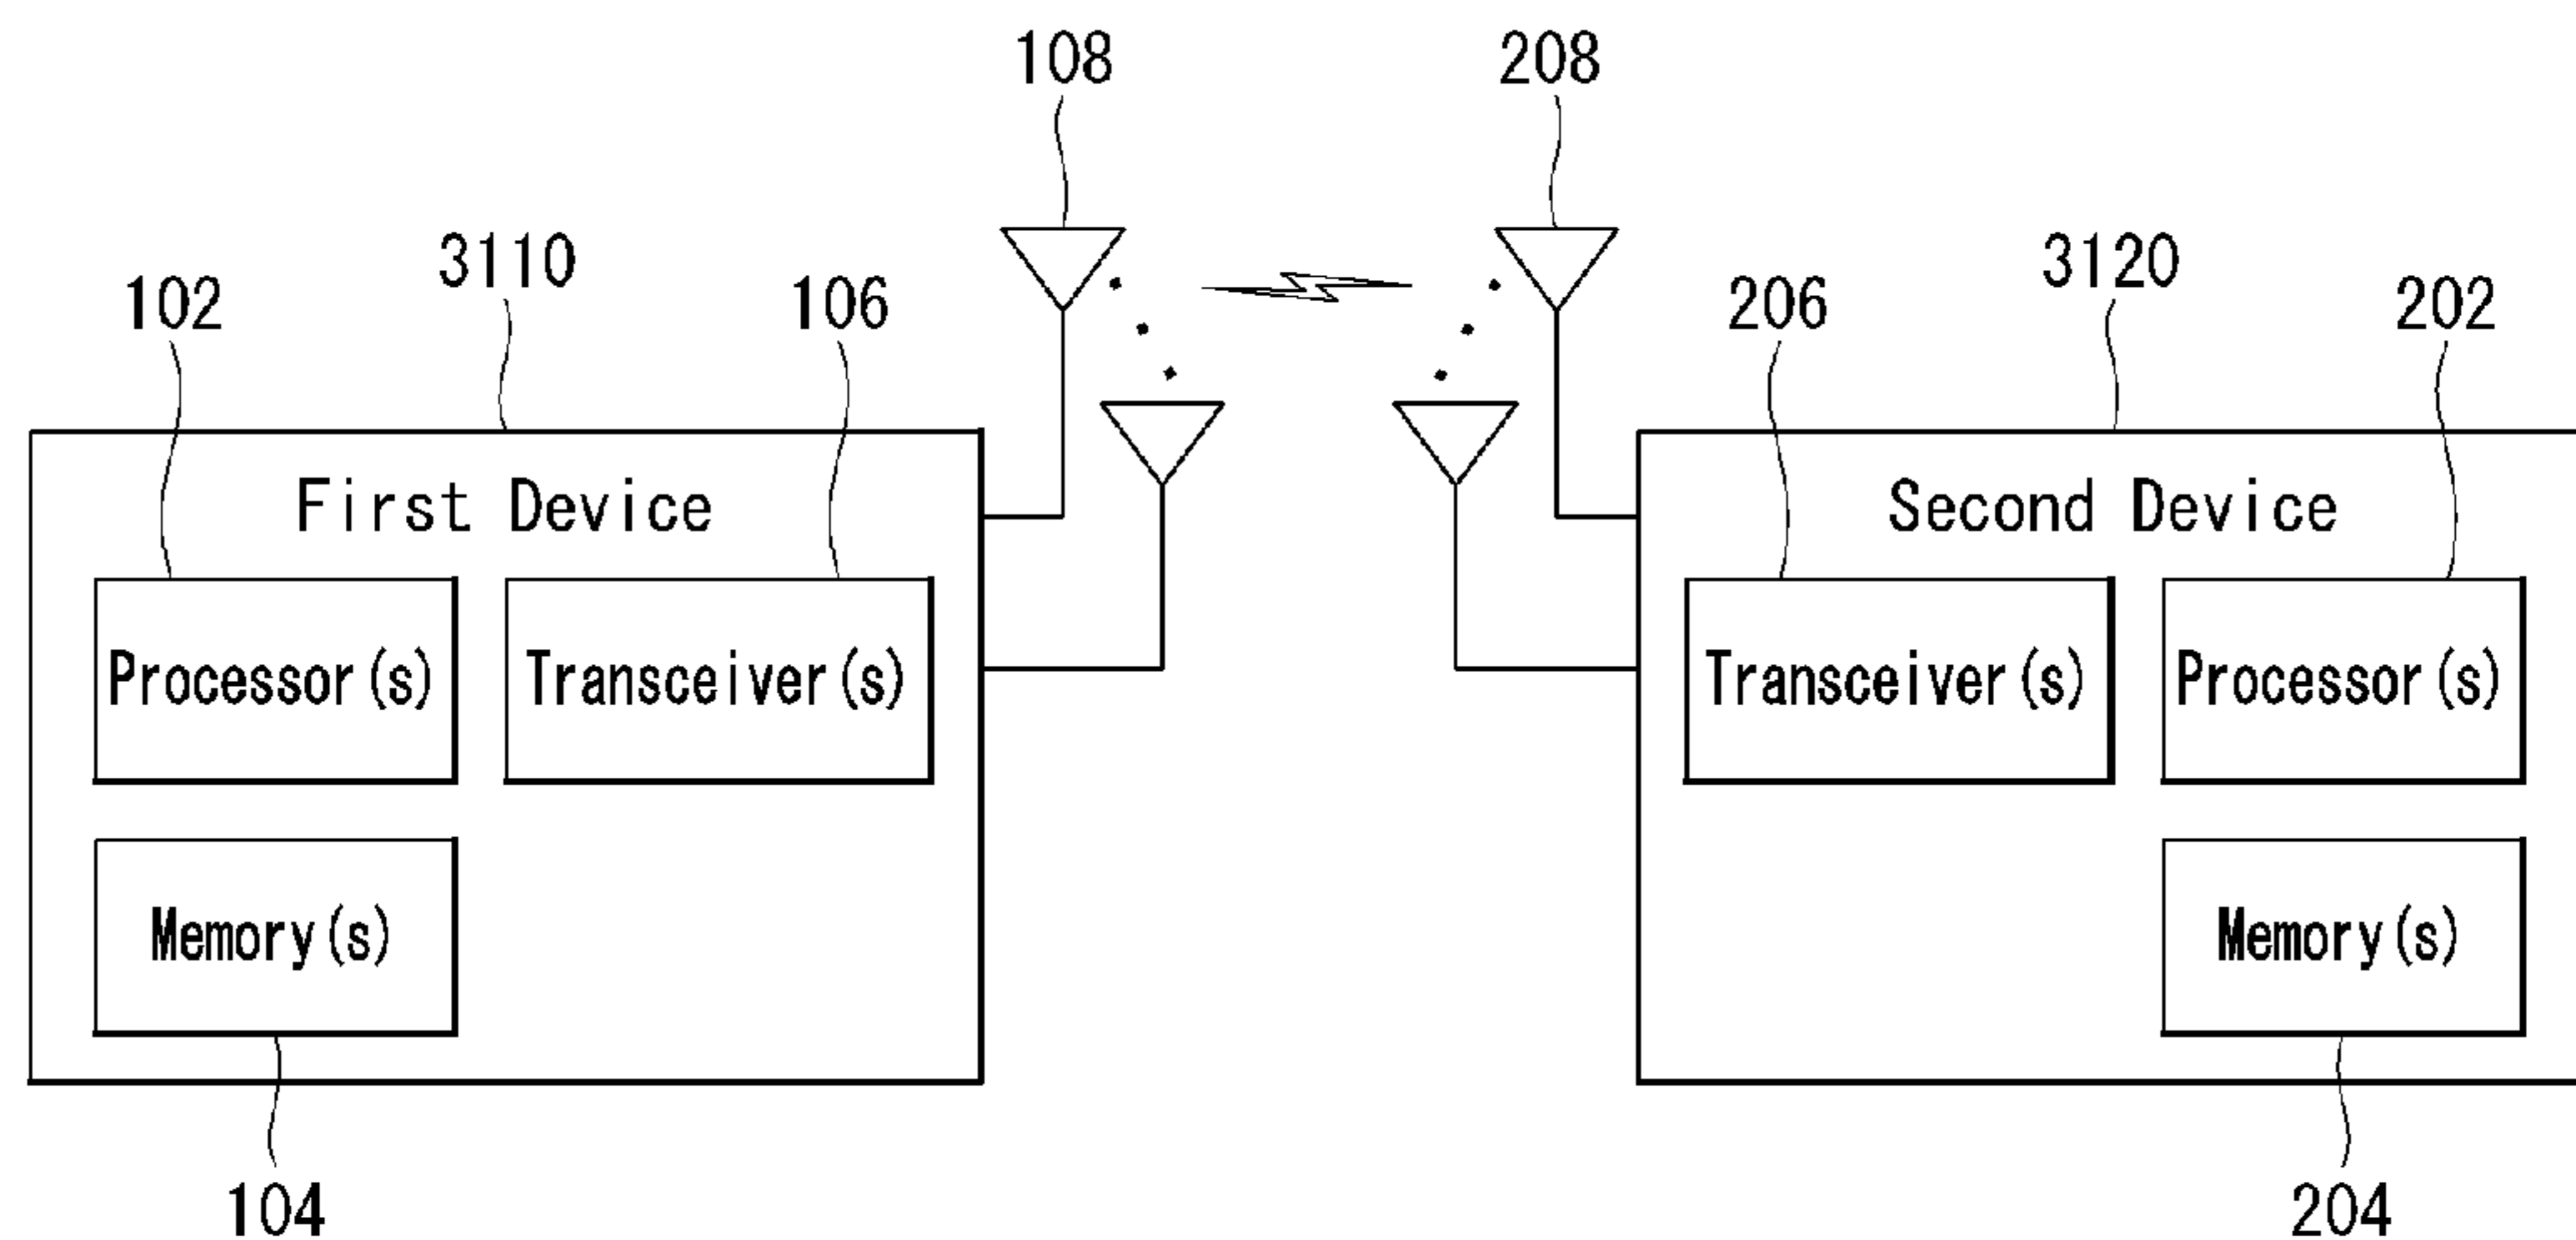 108
208
3110
3120
102
106
206
202
First Device
Second Device
Processor(s)
Transceiver(s)
Transceiver(s)
Processor(s)
Memory(s)
Memory(s)
104
204